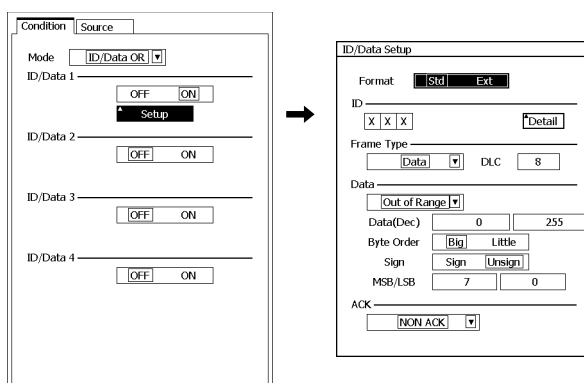 Condition Source
Mode ID/Data OR
ID/Data 1
OFF ON
Setup
ID/Data 2
OFF ON
ID/Data 3
OFF ON
ID/Data 4
OFF ON
ID/Data Setup
Format Std Ext
ID
X X X Detail
Frame Type
Data DLC 8
Data
Out of Range
Data(Dec) 0 255
Byte Order Big Little
Sign Sign Unsign
MSB/LSB 7 0
ACK
NON ACK